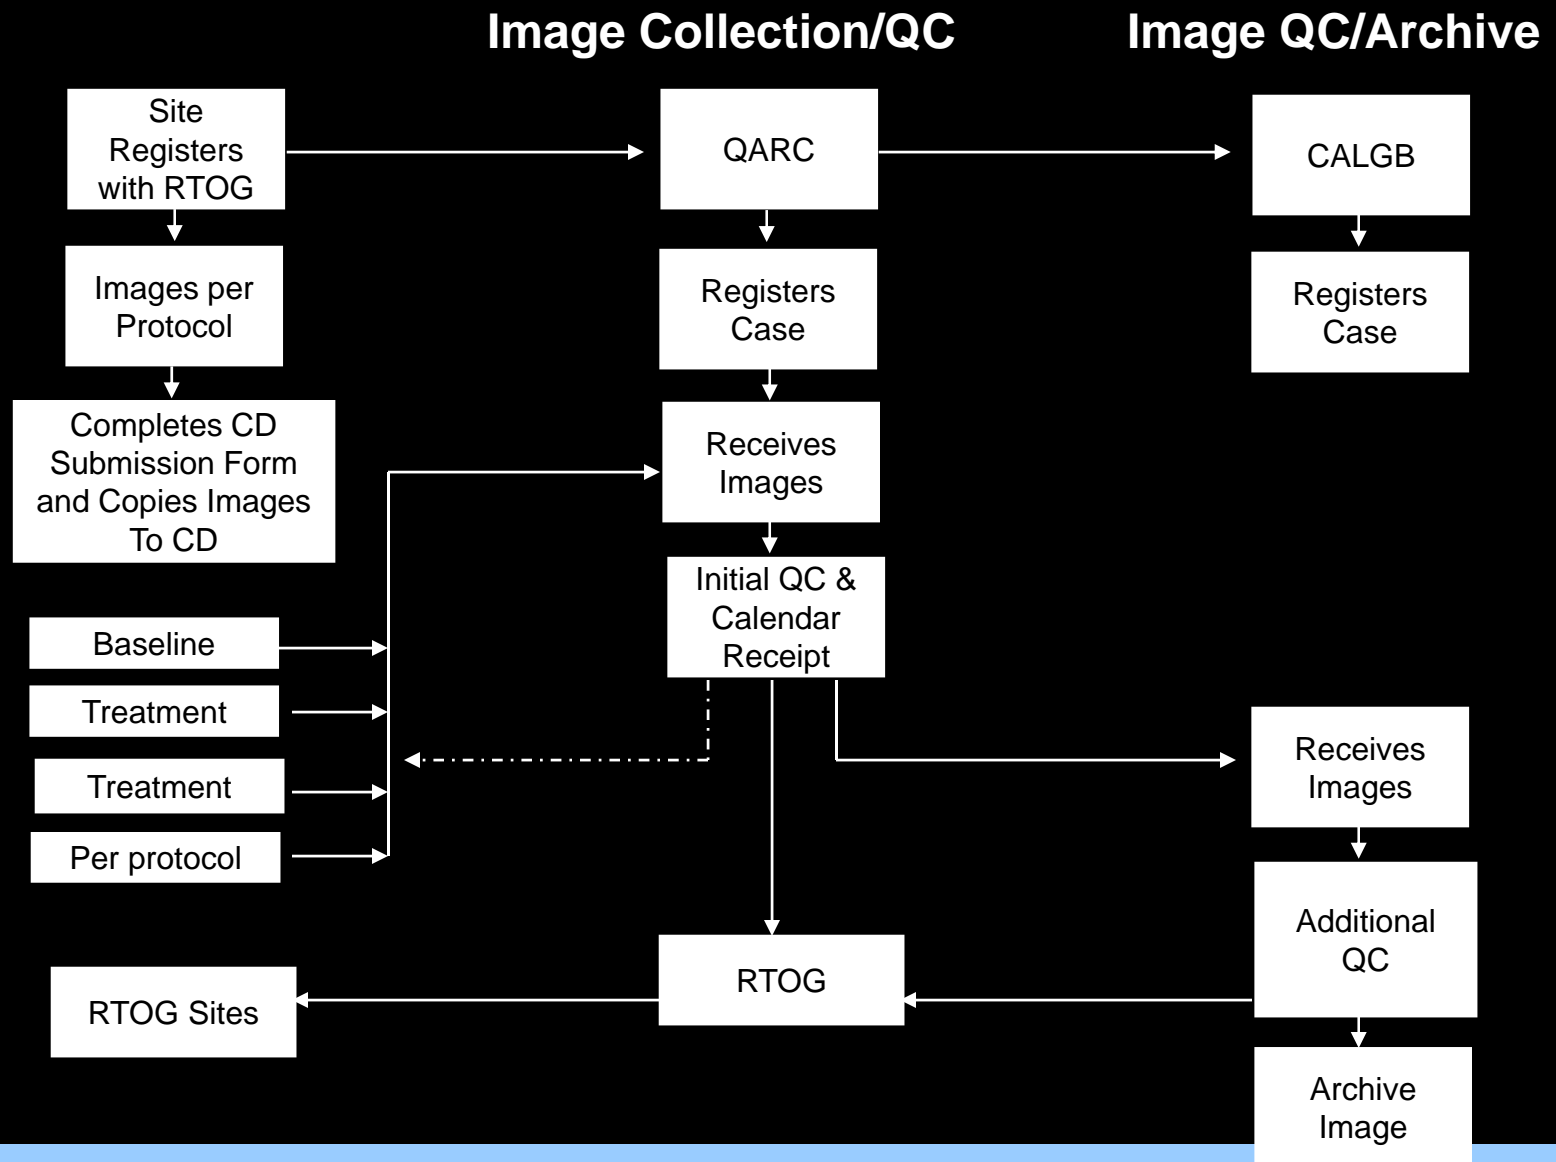 Image Collection/QC
Image QC/Archive
Site
Registers
with RTOG
QARC
CALGB
Images per
Protocol
Registers
Case
Registers
Case
Completes CD
Submission Form
and Copies Images
To CD
Receives
Images
Initial QC &
Calendar
Receipt
Baseline
Treatment
Treatment
Per protocol
Receives
Images
Additional
QC
RTOG
RTOG Sites
Archive
Image